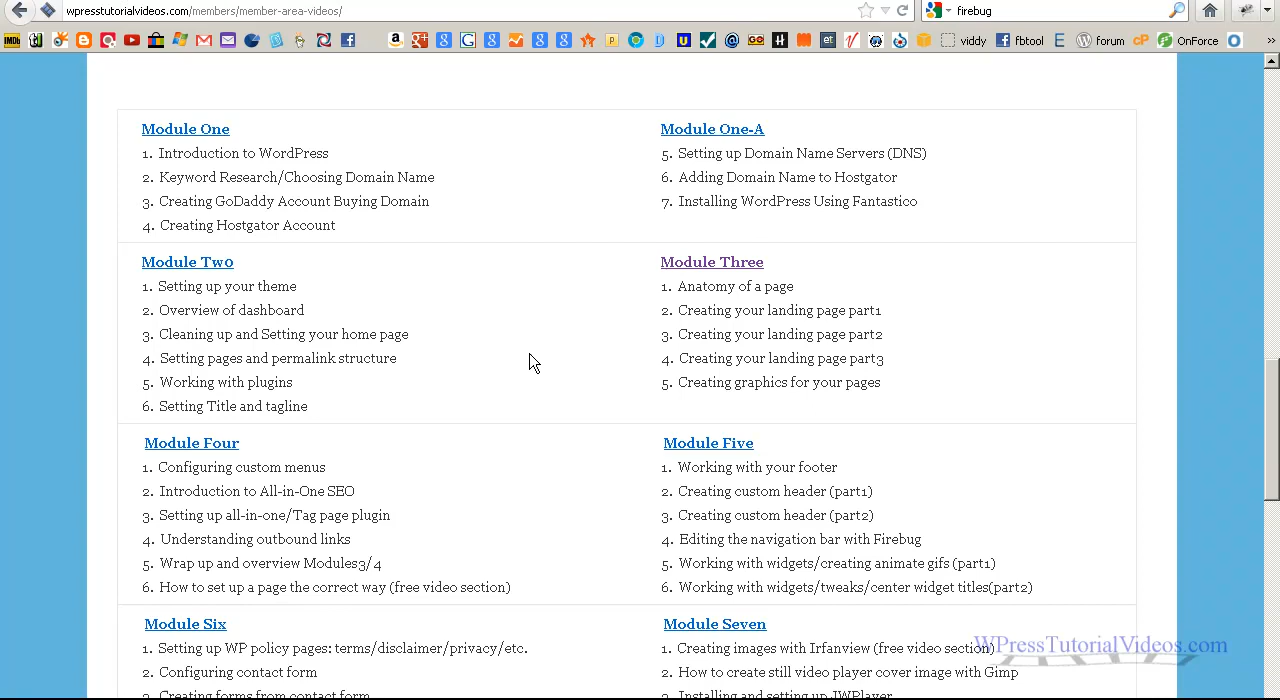 wpresstutorialvideos.com/members/member-area-videos/
firebug
viddy
fbtool
forum
OnForce
Module One
1. Introduction to WordPress
2. Keyword Research/Choosing Domain Name
3. Creating GoDaddy Account Buying Domain
4. Creating Hostgator Account
Module One-A
5. Setting up Domain Name Servers (DNS)
6. Adding Domain Name to Hostgator
7. Installing WordPress Using Fantastico
Module Two
1. Setting up your theme
2. Overview of dashboard
3. Cleaning up and Setting your home page
4. Setting pages and permalink structure
5. Working with plugins
6. Setting Title and tagline
Module Three
1. Anatomy of a page
2. Creating your landing page part1
3. Creating your landing page part2
4. Creating your landing page part3
5. Creating graphics for your pages
Module Four
1. Configuring custom menus
2. Introduction to All-in-One SEO
3. Setting up all-in-one/Tag page plugin
4. Understanding outbound links
5. Wrap up and overview Modules3/4
6. How to set up a page the correct way (free video section)
Module Five
1. Working with your footer
2. Creating custom header (part1)
3. Creating custom header (part2)
4. Editing the navigation bar with Firebug
5. Working with widgets/creating animate gifs (part1)
6. Working with widgets/tweaks/center widget titles(part2)
Module Six
1. Setting up WP policy pages: /privacy/etc.
2. Configuring contact form
3. Creating forms from contact form
Module Seven
1. Creating images with Irfanview (free video section)
2. How to create still video player cover image with Gimp
3. Installing and setting up JWPlayer
WPressTutorialVideos.com